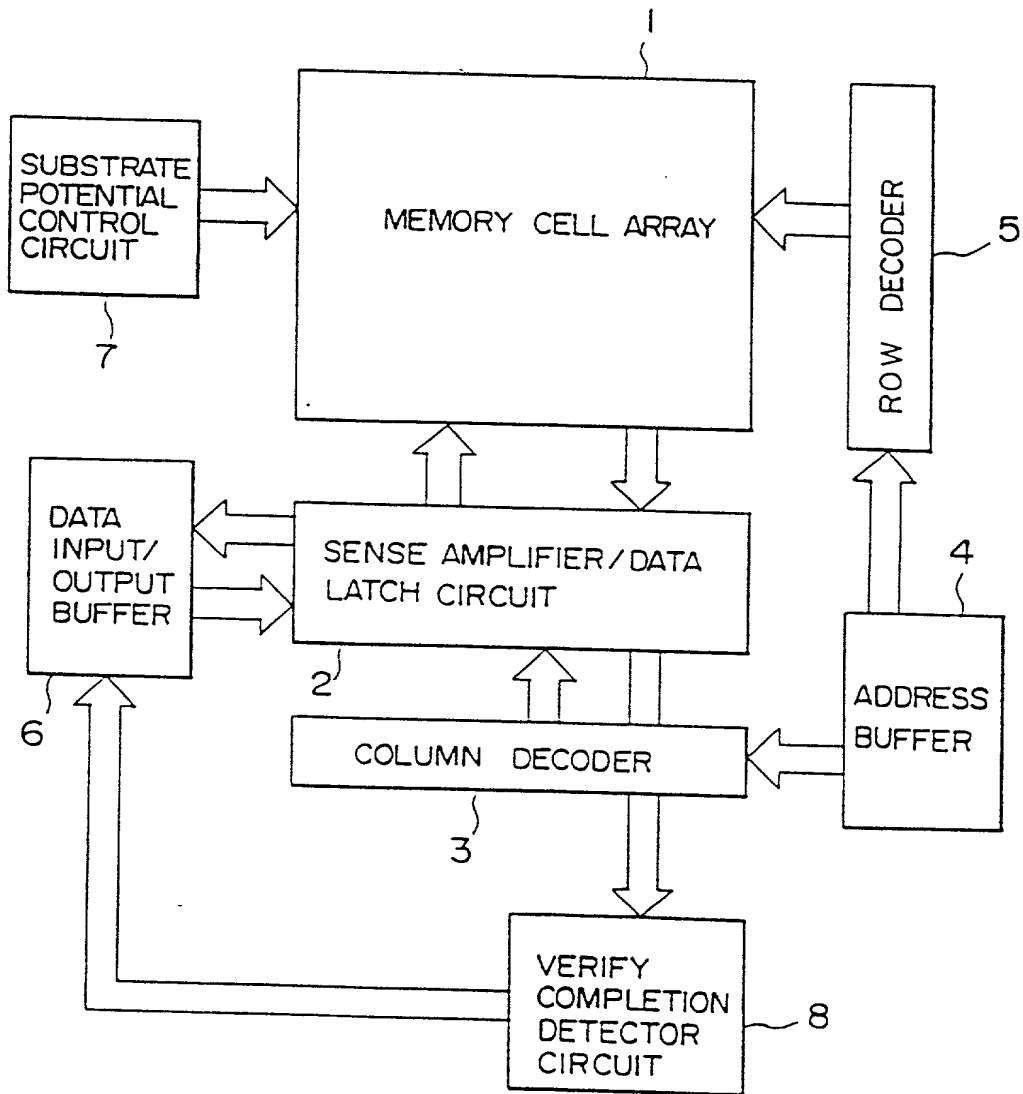 1
SUBSTRATE
POTENTIAL
CONTROL
CIRCUIT
7
MEMORY CELL ARRAY
ROW DECODER
5
DATA
INPUT/
OUTPUT
BUFFER
6
SENSE AMPLIFIER/DATA
LATCH CIRCUIT
2
4
ADDRESS
BUFFER
COLUMN DECODER
3
VERIFY
COMPLETION
DETECTOR
CIRCUIT
8